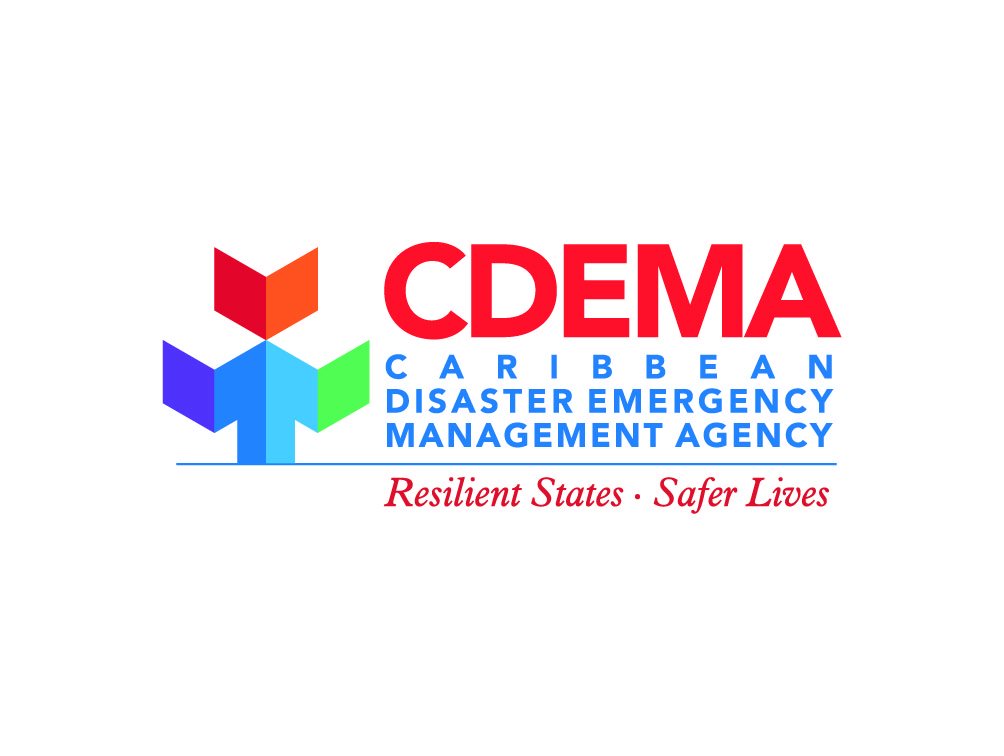 CDEMA
CARIBBEAN
DISASTER EMERGENCY
MANAGEMENT AGENCY
Resilient States · Safer Lives